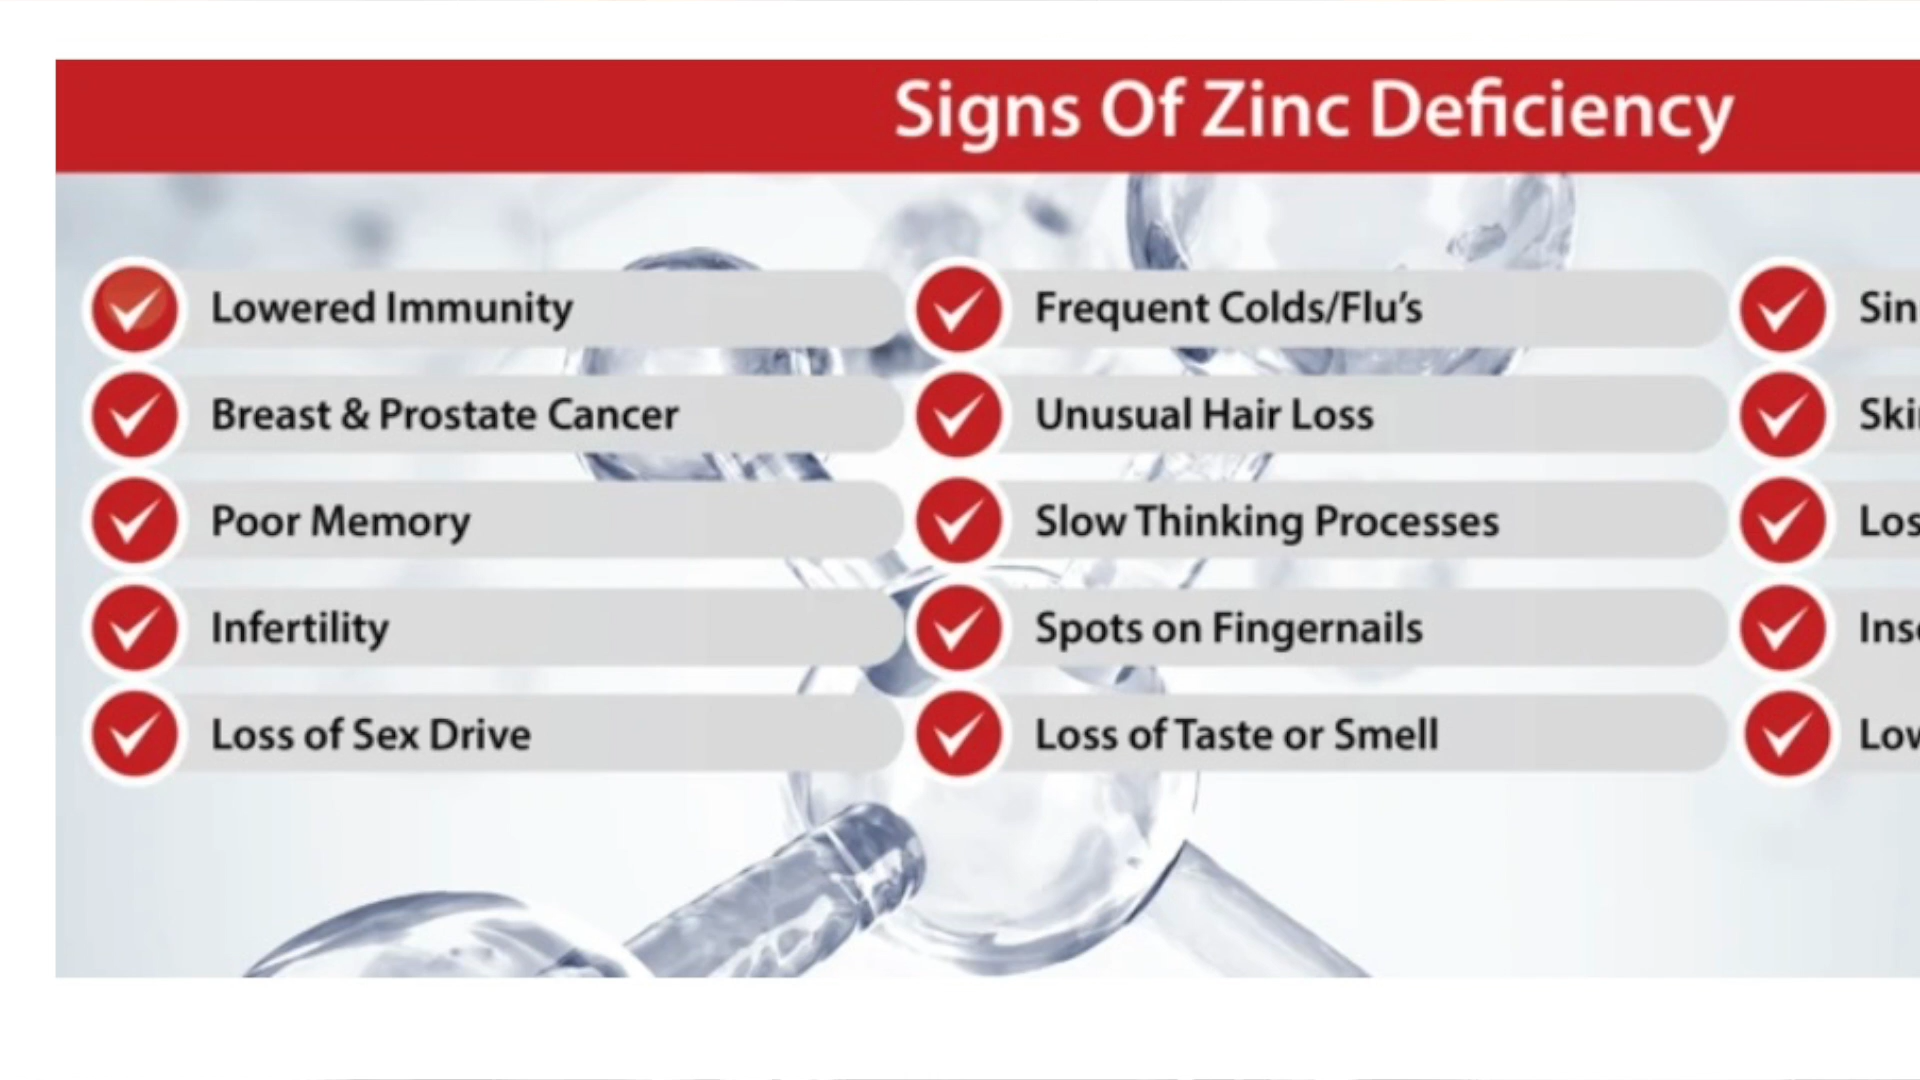 Signs Of Zinc Deficiency
Lowered Immunity
Breast & Prostate Cancer
Poor Memory
Infertility
Loss of Sex Drive
Frequent Colds/Flu’s
Unusual Hair Loss
Slow Thinking Processes
Spots on Fingernails
Loss of Taste or Smell